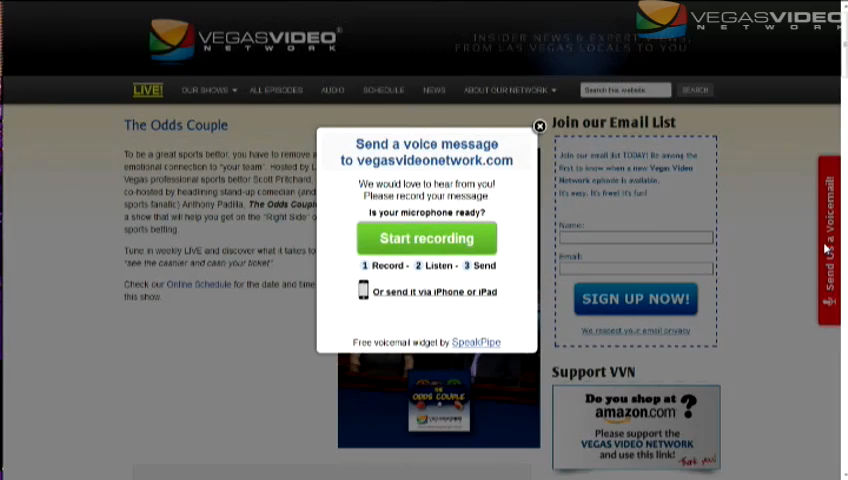 VEGASVIDEO
NETWORK
INSIDER NEWS & EXPERT VIEWS,
FROM LAS VEGAS LOCALS TO YOU
VEGASVIDEO
NETWORK
LIVE!
OUR SHOWS
ALL EPISODES
AUDIO
SCHEDULE
NEWS
ABOUT OUR NETWORK
Search this website
SEARCH
The Odds Couple
To be a great sports bettor, you have to remove
emotional connection to "your team". Hosted by
Vegas professional sports bettor Scott Pritchard,
co-hosted by headlining stand-up comedian (and
sports fanatic) Anthony Padilla, The Odds Couple
a show that will help you get on the "Right Side"
sports betting.
Tune in weekly LIVE and discover what it takes to
"see the cashier and cash your ticket".
Check our Online Schedule for the date and time
this show.
Send a voice message
to vegasvideonetwork.com
We would love to hear from you!
Please record your message
Is your microphone ready?
Start recording
1 Record - 2 Listen - 3 Send
Or send it via iPhone or iPad
Free voicemail widget by SpeakPipe
THE
ODDS COUPLE
Join our Email List
Join our email list TODAY! Be among the
first to know when a new Vegas Video
Network episode is available.
It's easy. It's free! It's fun!
Name:
Email:
SIGN UP NOW!
We respect your email privacy
Support VVN
Do you shop at
amazon.com ?
Please support the
VEGAS VIDEO NETWORK
and use this link!
Thank you!
Send Us a Voicemail!